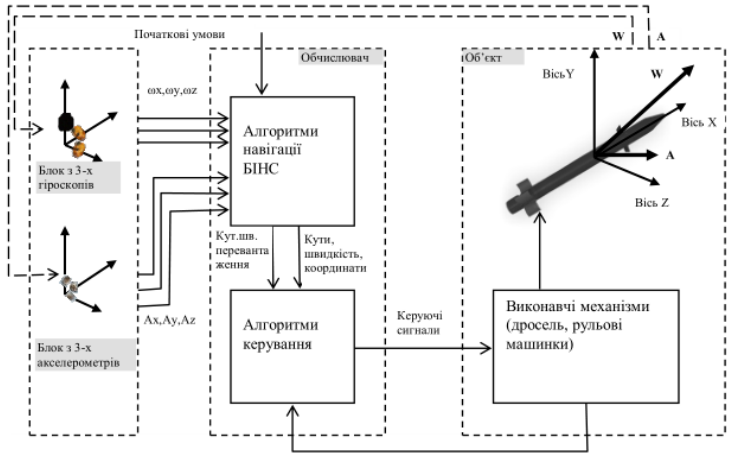 Початкові умови
W
A
Обчислювач
Об’єкт
ωx,ωy,ωz
ВісьY
W
Вісь X
A
Вісь Z
Алгоритми
навігації
БІНС
Блок з 3-х
гіроскопів
Кут.шв.
переванта
ження
Кути,
швидкість,
координати
Ax,Ay,Az
Керуючі
сигнали
Алгоритми
керування
Виконавчі механізми
(дросель, рульові
машинки)
Блок з 3-х
акселерометрів